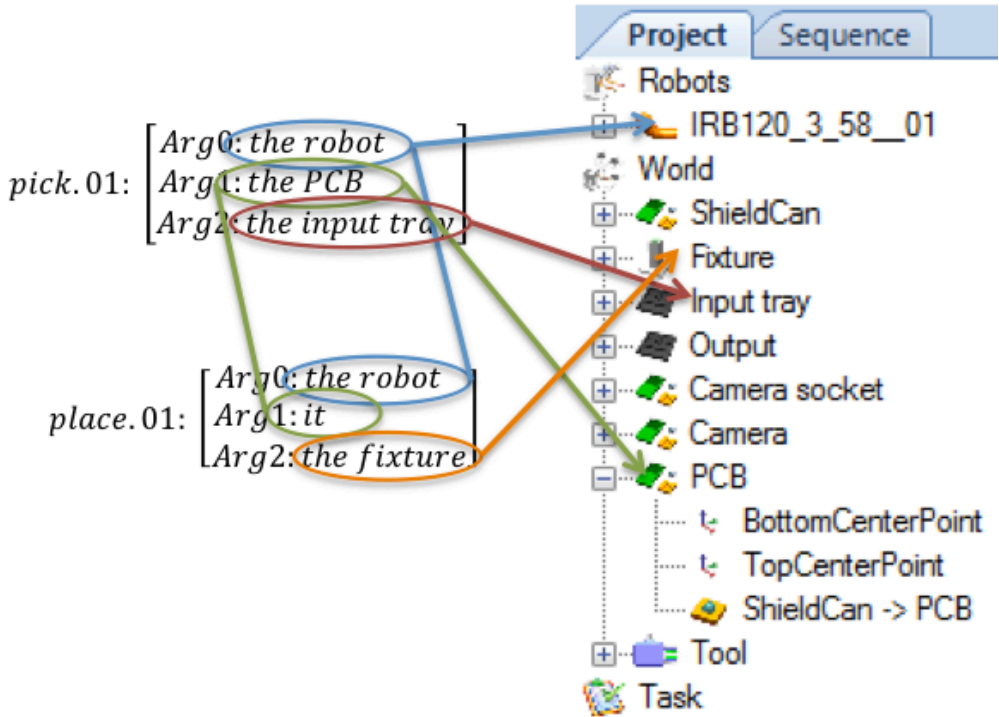 pick.01:
Arg0: the robot
Arg1: the PCB
Arg2: the input tray
place.01:
Arg0: the robot
Arg1: it
Arg2: the fixture
Project Sequence
Robots
IRB120_3_58__01
World
ShieldCan
Fixture
Input tray
Output
Camera socket
Camera
PCB
BottomCenterPoint
TopCenterPoint
ShieldCan -> PCB
Tool
Task